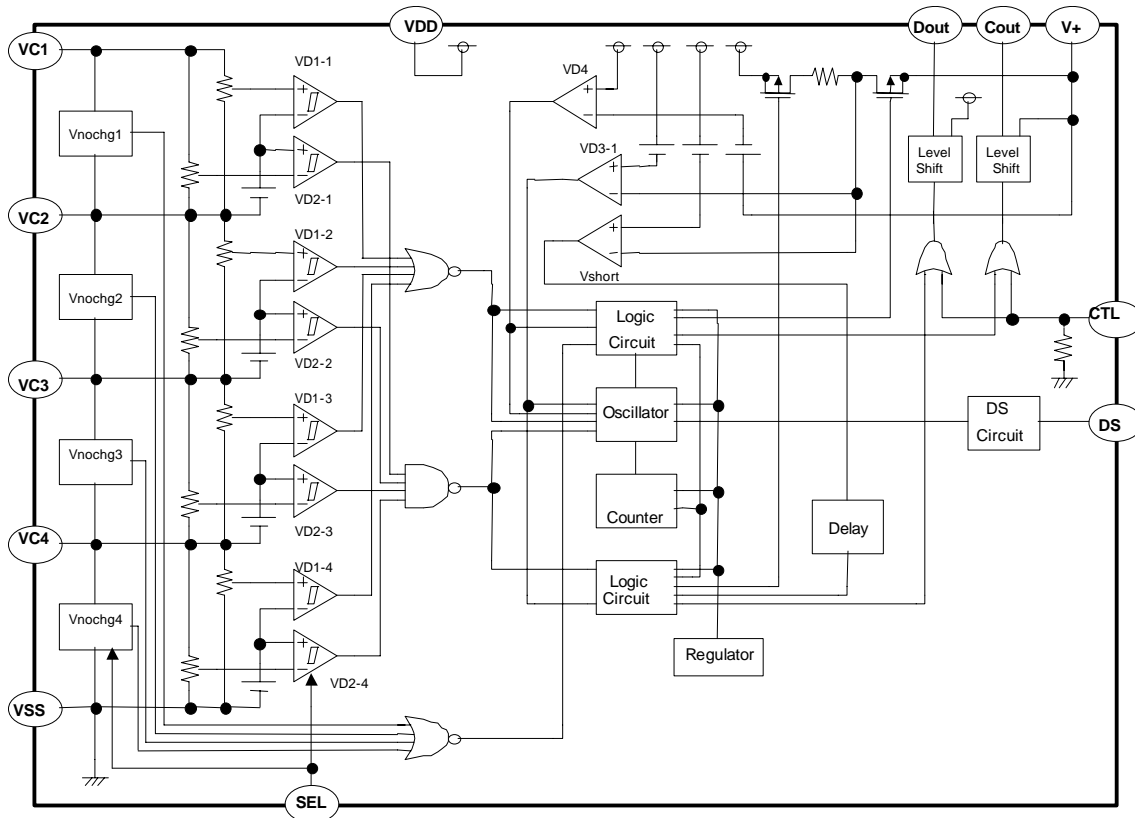 VDD
Dout
Cout
V+
VC1
VD1-1
VD4
Vnochg1
Level
Shift
Level
Shift
VD3-1
VD2-1
VC2
VD1-2
Vshort
Vnochg2
Logic
Circuit
CTL
VD2-2
VC3
VD1-3
Oscillator
DS
Circuit
DS
Vnochg3
Counter
Delay
VD2-3
VC4
VD1-4
Logic
Circuit
Vnochg4
Regulator
VD2-4
VSS
SEL